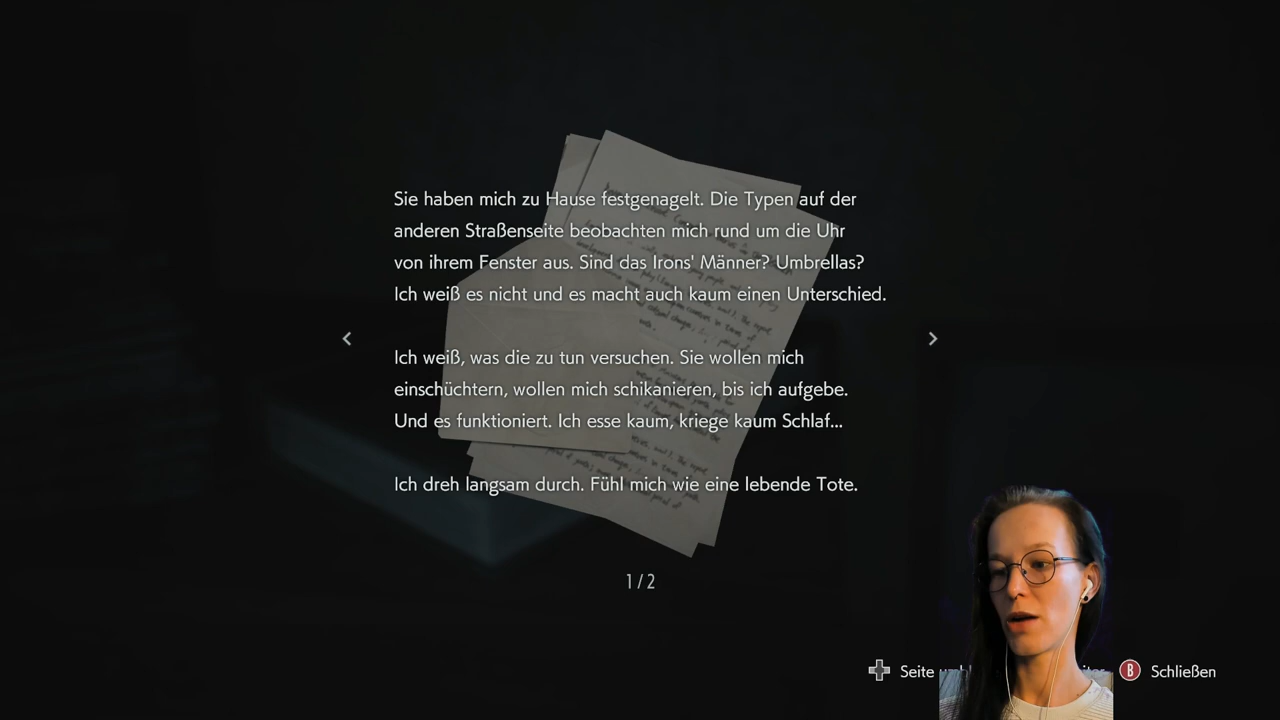 Sie haben mich zu Hause festgenagelt. Die Typen auf der
anderen Straßenseite beobachten mich rund um die Uhr
von ihrem Fenster aus. Sind das Irons' Männer? Umbrellas?
Ich weiß es nicht und es macht auch kaum einen Unterschied.
Ich weiß, was die zu tun versuchen. Sie wollen mich
einschüchtern, wollen mich schikanieren, bis ich aufgebe.
Und es funktioniert. Ich esse kaum, kriege kaum Schlaf...
Ich dreh langsam durch. Fühl mich wie eine lebende Tote.
1 / 2
Seite B Schließen